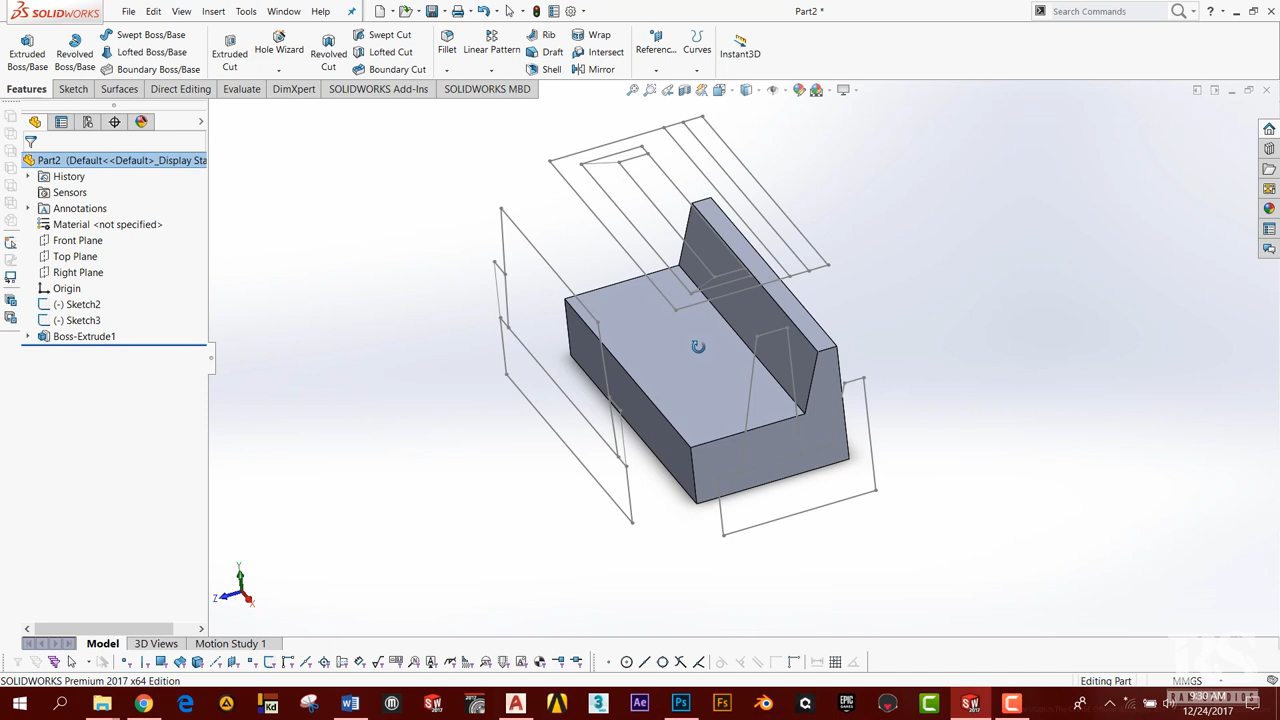 SOLIDWORKS File Edit View Insert Tools Window Help Part2 * Search Commands ?
Extruded Boss/Base Revolved Boss/Base Swept Boss/Base Lofted Boss/Base Boundary Boss/Base Extruded Cut Hole Wizard Revolved Cut Swept Cut Lofted Cut Boundary Cut Fillet Linear Pattern Rib Draft Shell Wrap Intersect Mirror Referenc... Curves Instant3D
Features Sketch Surfaces Direct Editing Evaluate DimXpert SOLIDWORKS Add-Ins SOLIDWORKS MBD
Part2 (Default<<Default>_Display Sta
History
Sensors
Annotations
Material <not specified>
Front Plane
Top Plane
Right Plane
Origin
(-) Sketch2
(-) Sketch3
Boss-Extrude1
Y
Z
X
Model 3D Views Motion Study 1
SOLIDWORKS Premium 2017 x64 Edition Editing Part MMGS
9:30 AM
12/24/2017